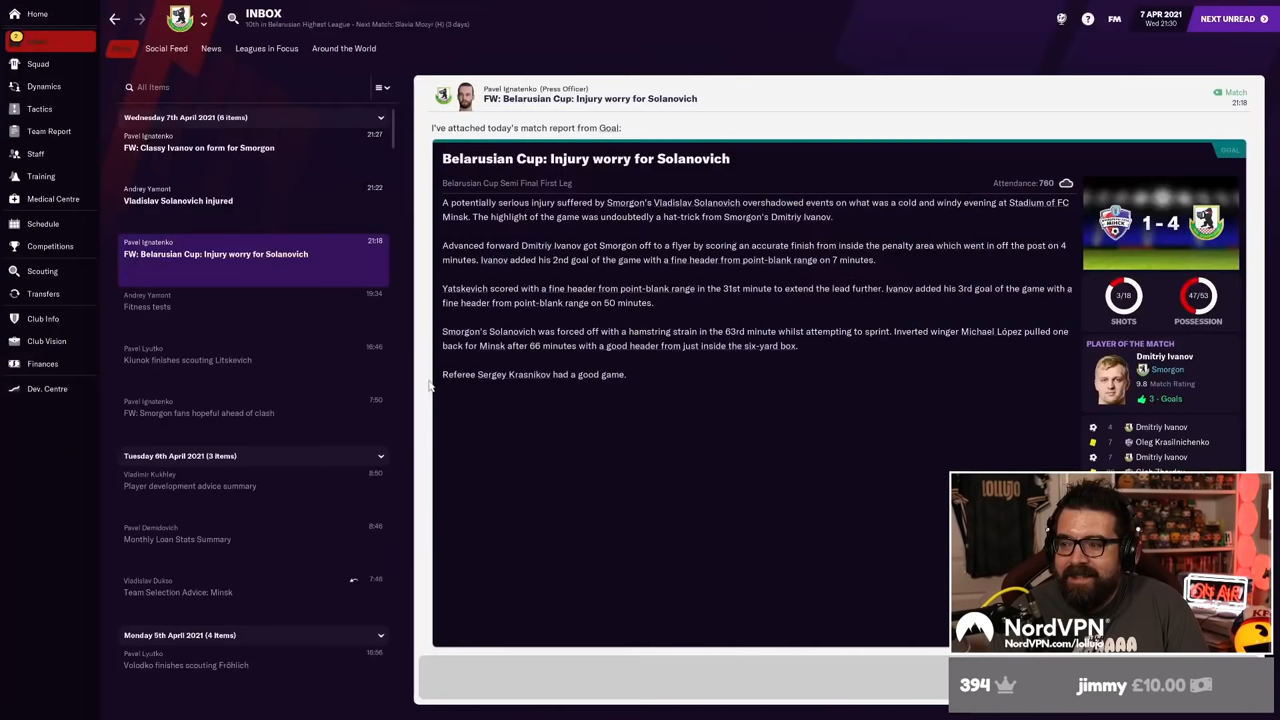 Home
INBOX
10th in Belarusian Highest League - Next Match: Slavia Mozyr (H) (3 days)
FM
7 APR 2021
Wed 21:30
NEXT UNREAD
2
Squad
Dynamics
Tactics
Team Report
Staff
Training
Medical Centre
Schedule
Competitions
Scouting
Transfers
Club Info
Club Vision
Finances
Dev. Centre
Social Feed
News
Leagues in Focus
Around the World
All Items
Wednesday 7th April 2021 (6 items)
Pavel Ignatenko
21:27
FW: Classy Ivanov on form for Smorgon
Andrey Yamont
21:22
Vladislav Solanovich injured
Pavel Ignatenko
21:18
FW: Belarusian Cup: Injury worry for Solanovich
Andrey Yamont
19:34
Fitness tests
Pavel Lyutko
16:46
Klunok finishes scouting Litskevich
Pavel Ignatenko
7:50
FW: Smorgon fans hopeful ahead of clash
Tuesday 6th April 2021 (3 Items)
Vladimir Kukhley
8:50
Player development advice summary
Pavel Demidovich
8:46
Monthly Loan Stats Summary
Vladislav Dukso
7:46
Team Selection Advice: Minsk
Monday 5th April 2021 (4 Items)
Pavel Lyutko
15:56
Volodko finishes scouting Fröhlich
Pavel Ignatenko (Press Officer)
FW: Belarusian Cup: Injury worry for Solanovich
Match
21:18
I've attached today's match report from Goal:
GOAL
Belarusian Cup: Injury worry for Solanovich
Belarusian Cup Semi Final First Leg
Attendance: 760
A potentially serious injury suffered by Smorgon's Vladislav Solanovich overshadowed events on what was a cold and windy evening at Stadium of FC
Minsk. The highlight of the game was undoubtedly a hat-trick from Smorgon's Dmitriy Ivanov.
Advanced forward Dmitriy Ivanov got Smorgon off to a flyer by scoring an accurate finish from inside the penalty area which went in off the post on 4
minutes. Ivanov added his 2nd goal of the game with a fine header from point-blank range on 7 minutes.
Yatskevich scored with a fine header from point-blank range in the 31st minute to extend the lead further. Ivanov added his 3rd goal of the game with a
fine header from point-blank range on 50 minutes.
Smorgon's Solanovich was forced off with a hamstring strain in the 63rd minute whilst attempting to sprint. Inverted winger Michael López pulled one
back for Minsk after 66 minutes with a good header from just inside the six-yard box.
Referee Sergey Krasnikov had a good game.
1 - 4
3/18
SHOTS
47/53
POSSESSION
PLAYER OF THE MATCH
Dmitriy Ivanov
Smorgon
9.8 Match Rating
3 - Goals
4 Dmitriy Ivanov
7 Oleg Krasilnichenko
7 Dmitriy Ivanov
lollujo
ON AIR
NordVPN
NordVPN.com/lollujo
394
jimmy £10.00